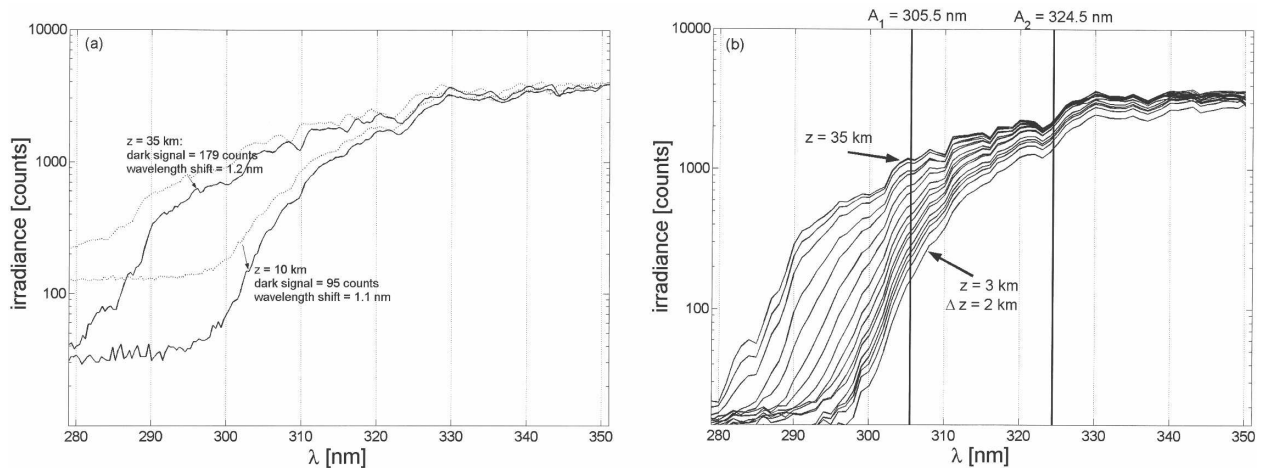 (a)
10000
1000
100
irradiance [counts]
z = 35 km:
dark signal = 179 counts
wavelength shift = 1.2 nm
z = 10 km
dark signal = 95 counts
wavelength shift = 1.1 nm
280 290 300 310 320 330 340 350
λ [nm]
A1 = 305.5 nm A2 = 324.5 nm
(b)
10000
1000
100
irradiance [counts]
z = 35 km
z = 3 km
Δ z = 2 km
280 290 300 310 320 330 340 350
λ [nm]